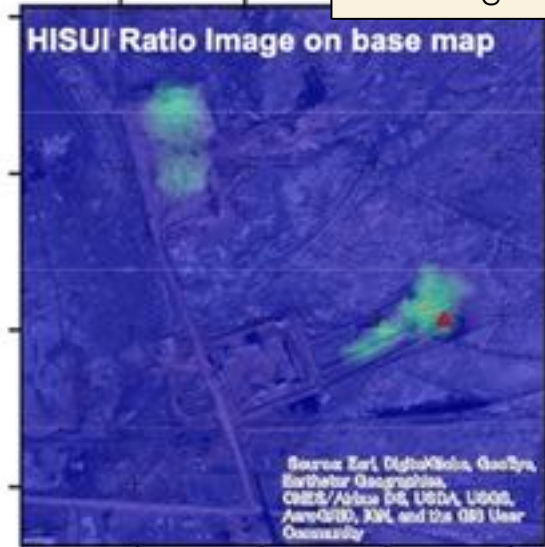 HISUI Ratio Image on base map
Source: Esri, DigitalGlobe, GeoEye,
Earthstar Geographics,
CNES/Airbus DS, USDA, USGS,
AeroGRID, IGN, and the GIS User
Community